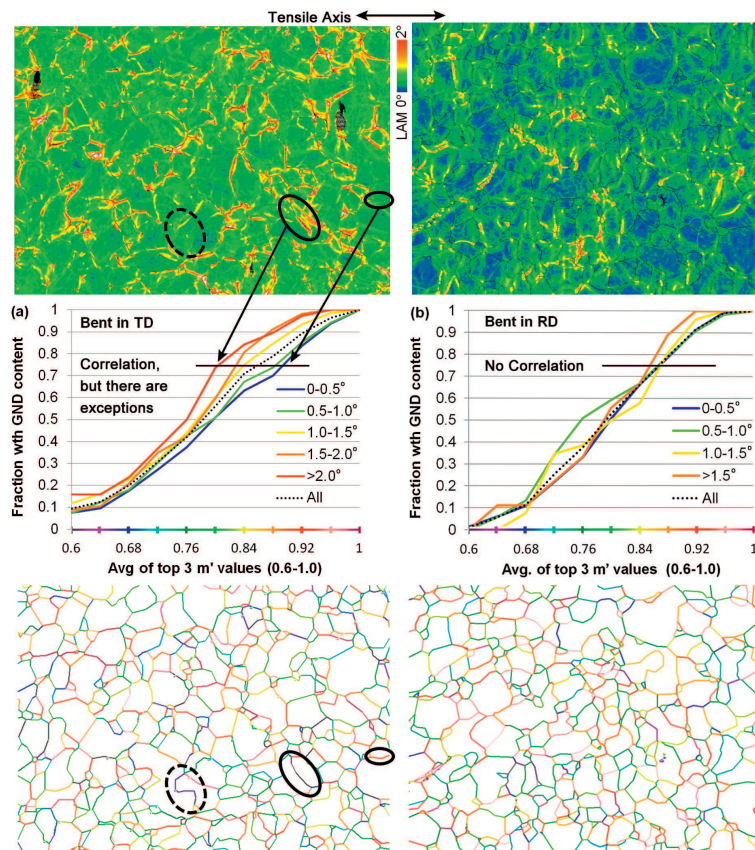 Tensile Axis
LAM 0° 2°
(a)
Bent in TD
Correlation,
but there are
exceptions
Fraction wth GND content
1
0.9
0.8
0.7
0.6
0.5
0.4
0.3
0.2
0.1
0
0-0.5°
0.5-1.0°
1.0-1.5°
1.5-2.0°
>2.0°
All
0.6 0.68 0.76 0.84 0.92 1
Avg of top 3 m' values (0.6-1.0)
(b)
Bent in RD
No Correlation
Fraction wth GND content
1
0.9
0.8
0.7
0.6
0.5
0.4
0.3
0.2
0.1
0
0-0.5°
0.5-1.0°
1.0-1.5°
>1.5°
All
0.6 0.68 0.76 0.84 0.92 1
Avg. of top 3 m' values (0.6-1.0)